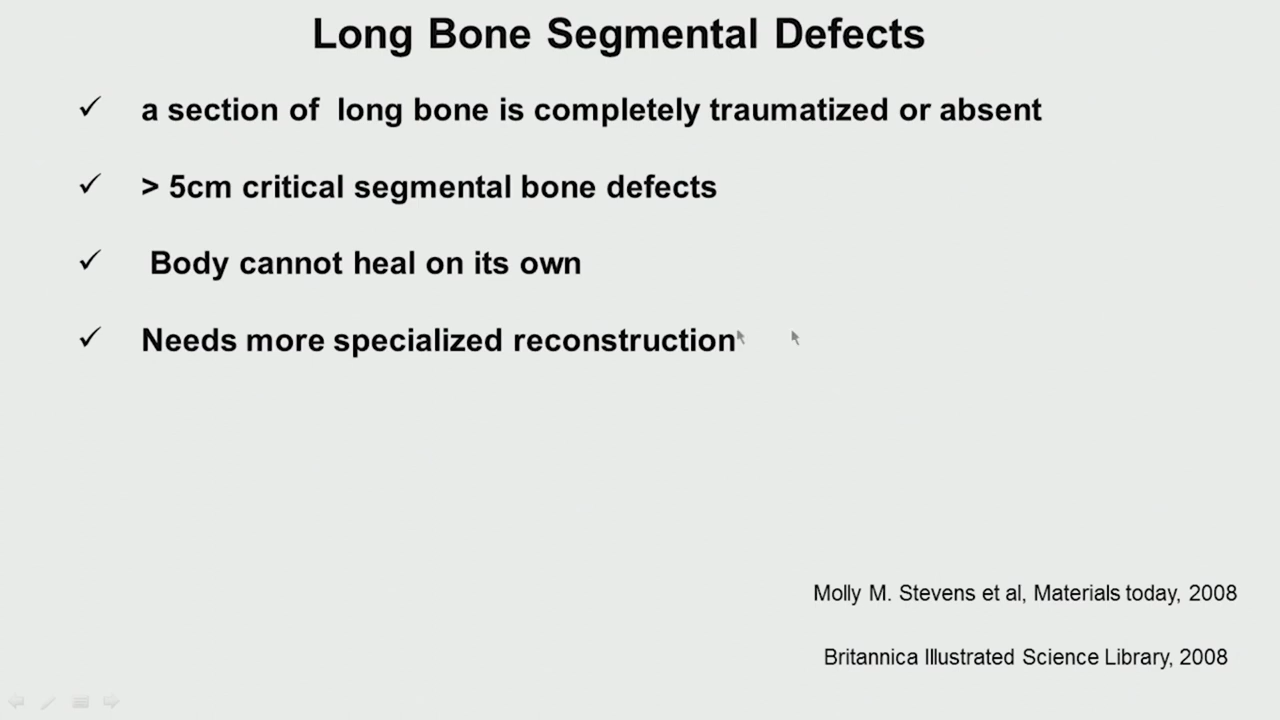 Long Bone Segmental Defects
✓ a section of long bone is completely traumatized or absent
✓ > 5cm critical segmental bone defects
✓ Body cannot heal on its own
✓ Needs more specialized reconstruction
Molly M. Stevens et al, Materials today, 2008
Britannica Illustrated Science Library, 2008